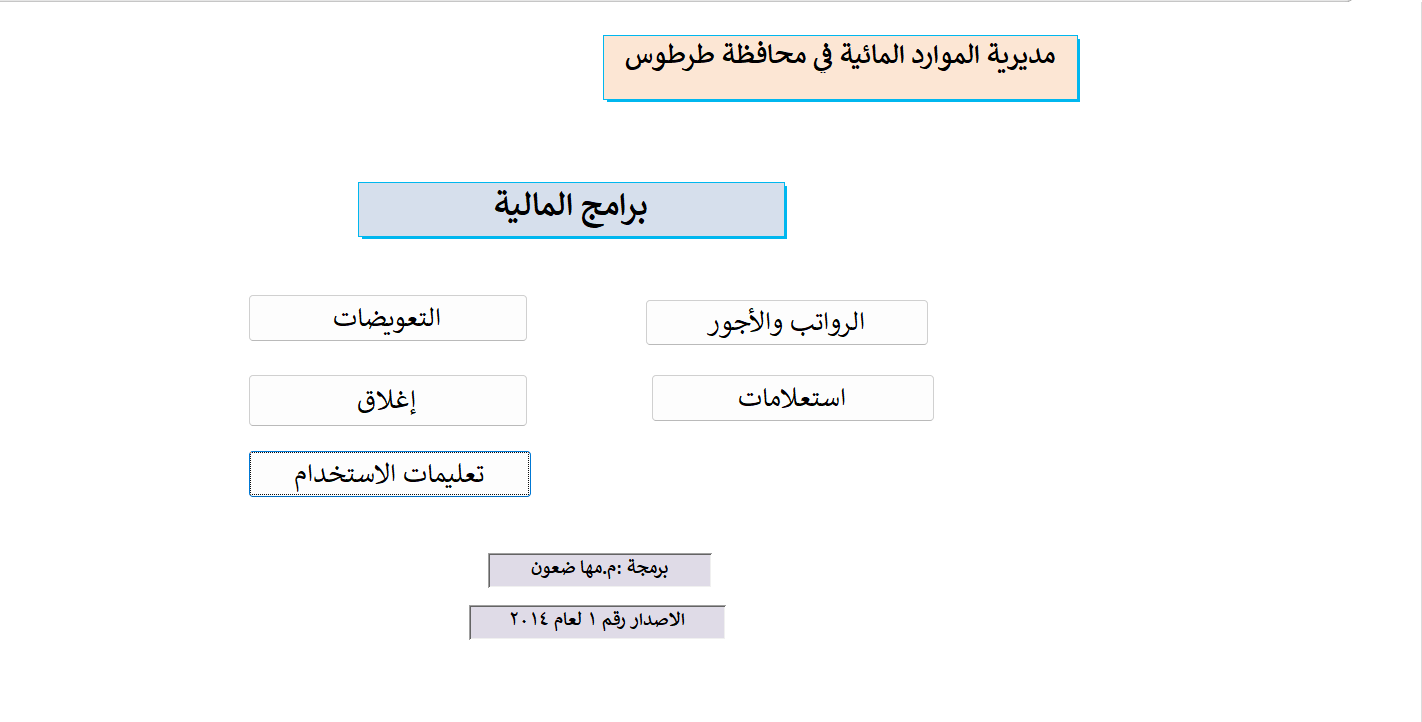 مديرية الموارد المائية في محافظة طرطوس
برامج المالية
الرواتب والأجور
التعويضات
استعلامات
إغلاق
تعليمات الاستخدام
برمجة :م.مها ضعون
الاصدار رقم ١ لعام ٢٠١٤